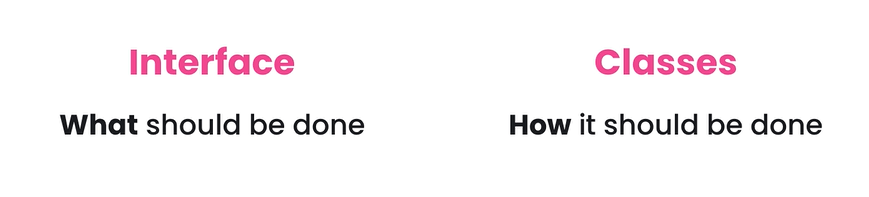 Interface
What should be done
Classes
How it should be done